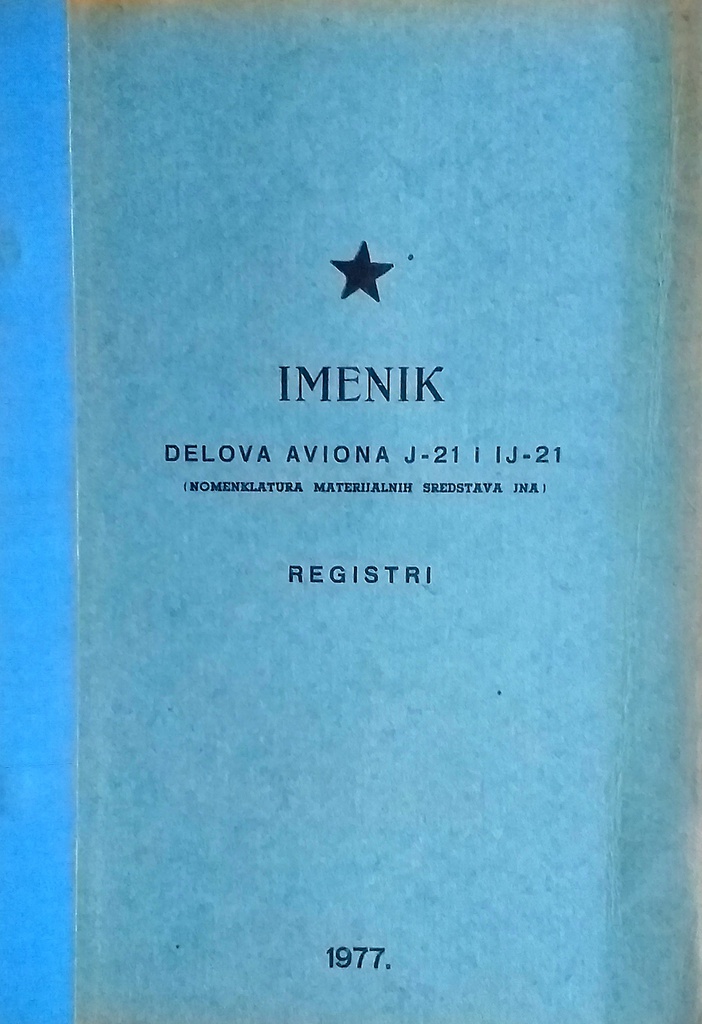 IMENIK
DELOVA AVIONA J-21 i IJ-21
(NOMENKLATURA MATERIJALNIH SREDSTAVA JNA)
REGISTRI
1977.